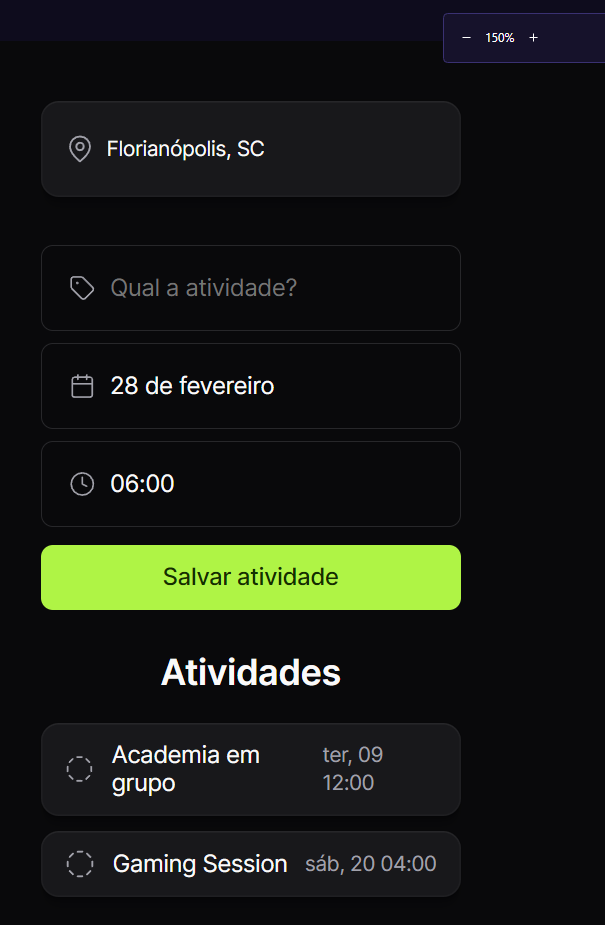 − 150% +
Florianópolis, SC
Qual a atividade?
28 de fevereiro
06:00
Salvar atividade
Atividades
Academia em
grupo
ter, 09
12:00
Gaming Session sáb, 20 04:00